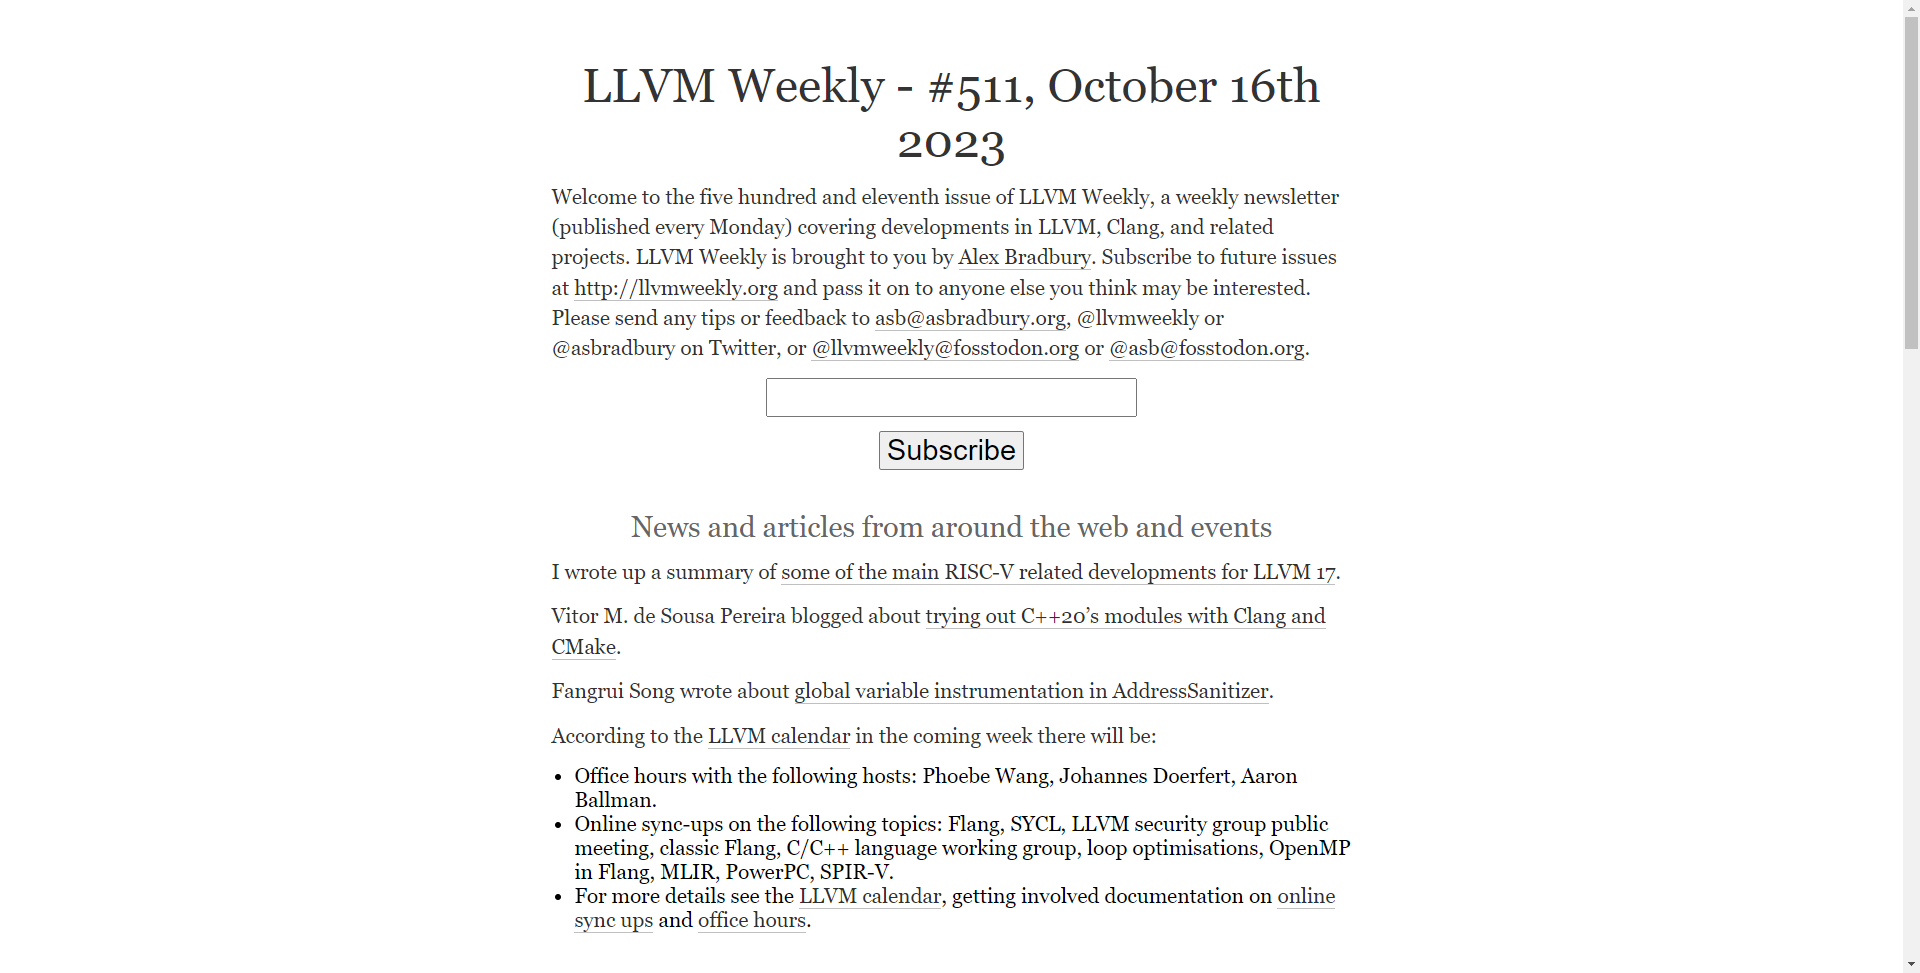 LLVM Weekly - #511, October 16th
2023
Welcome to the five hundred and eleventh issue of LLVM Weekly, a weekly newsletter
(published every Monday) covering developments in LLVM, Clang, and related
projects. LLVM Weekly is brought to you by Alex Bradbury. Subscribe to future issues
at http://llvmweekly.org and pass it on to anyone else you think may be interested.
Please send any tips or feedback to asb@asbradbury.org, @llvmweekly or
@asbradbury on Twitter, or @llvmweekly@fosstodon.org or @asb@fosstodon.org.
Subscribe
News and articles from around the web and events
I wrote up a summary of some of the main RISC-V related developments for LLVM 17.
Vitor M. de Sousa Pereira blogged about trying out C++20’s modules with Clang and
CMake.
Fangrui Song wrote about global variable instrumentation in AddressSanitizer.
According to the LLVM calendar in the coming week there will be:
• Office hours with the following hosts: Phoebe Wang, Johannes Doerfert, Aaron
Ballman.
• Online sync-ups on the following topics: Flang, SYCL, LLVM security group public
meeting, classic Flang, C/C++ language working group, loop optimisations, OpenMP
in Flang, MLIR, PowerPC, SPIR-V.
• For more details see the LLVM calendar, getting involved documentation on online
sync ups and office hours.